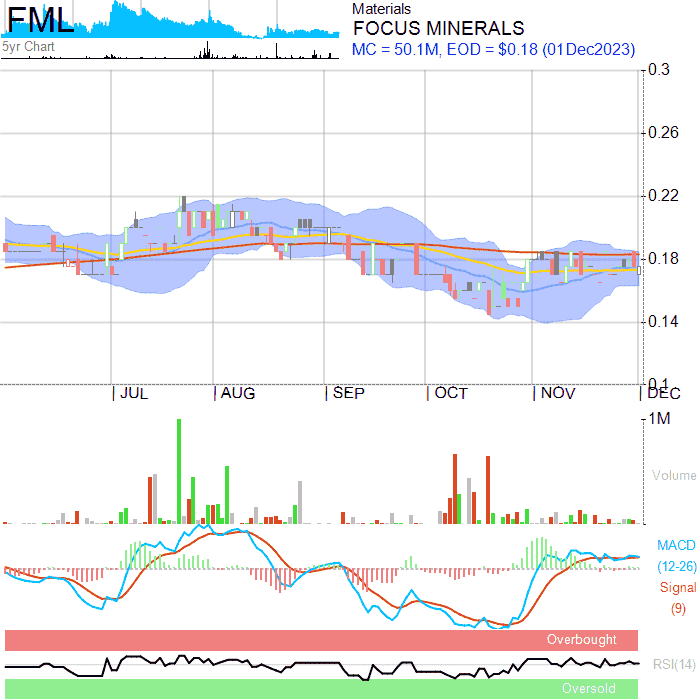 FML
5yr Chart
Materials
FOCUS MINERALS
MC = 50.1M, EOD = $0.18 (01Dec2023)
0.3
0.26
0.22
0.18
0.14
0.1
JUL AUG SEP OCT NOV DEC
1M
Volume
MACD
(12-26)
Signal
(9)
Overbought
RSI(14)
Oversold